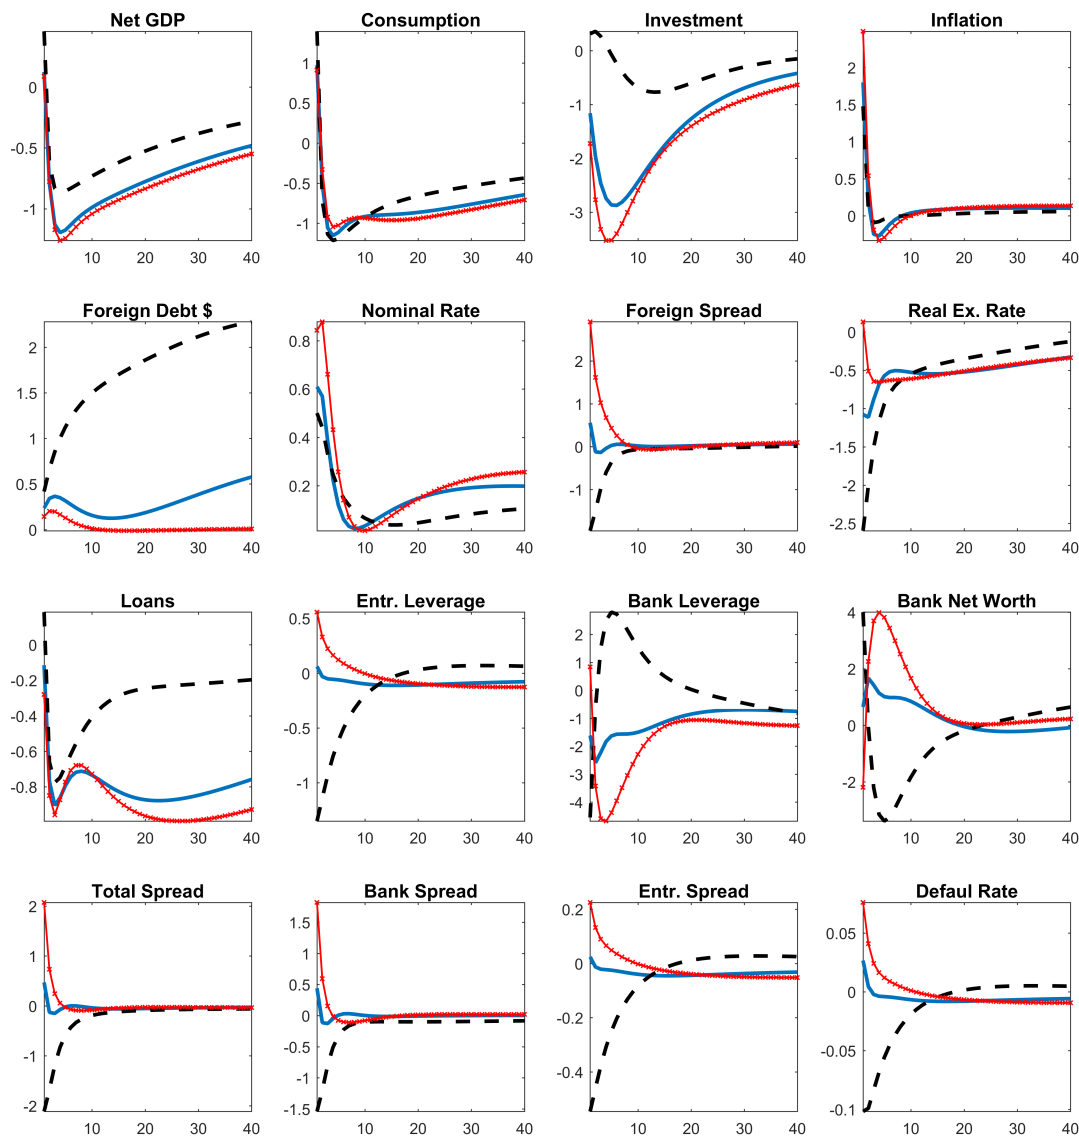 Net GDP
0
-0.5
-1
10 20 30 40
Consumption
1
0.5
0
-0.5
-1
10 20 30 40
Investment
0
-1
-2
-3
10 20 30 40
Inflation
2
1.5
1
0.5
0
10 20 30 40
Foreign Debt $
2
1.5
1
0.5
0
10 20 30 40
Nominal Rate
0.8
0.6
0.4
0.2
10 20 30 40
Foreign Spread
2
1
0
-1
10 20 30 40
Real Ex. Rate
0
-0.5
-1
-1.5
-2
-2.5
10 20 30 40
Loans
0
-0.2
-0.4
-0.6
-0.8
10 20 30 40
Entr. Leverage
0.5
0
-0.5
-1
10 20 30 40
Bank Leverage
2
1
0
-1
-2
-3
-4
10 20 30 40
Bank Net Worth
4
2
0
-2
10 20 30 40
Total Spread
2
1
0
-1
-2
10 20 30 40
Bank Spread
1.5
1
0.5
0
-0.5
-1
-1.5
10 20 30 40
Entr. Spread
0.2
0
-0.2
-0.4
10 20 30 40
Defaul Rate
0.05
0
-0.05
-0.1
10 20 30 40